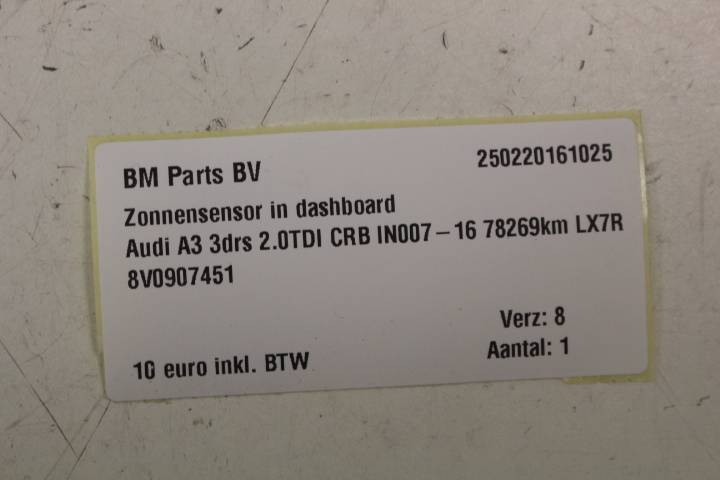 BM Parts BV 250220161025
Zonnensensor in dashboard
Audi A3 3drs 2.0TDI CRB IN007-16 78269km LX7R
8V0907451
Verz: 8
10 euro inkl. BTW Aantal: 1